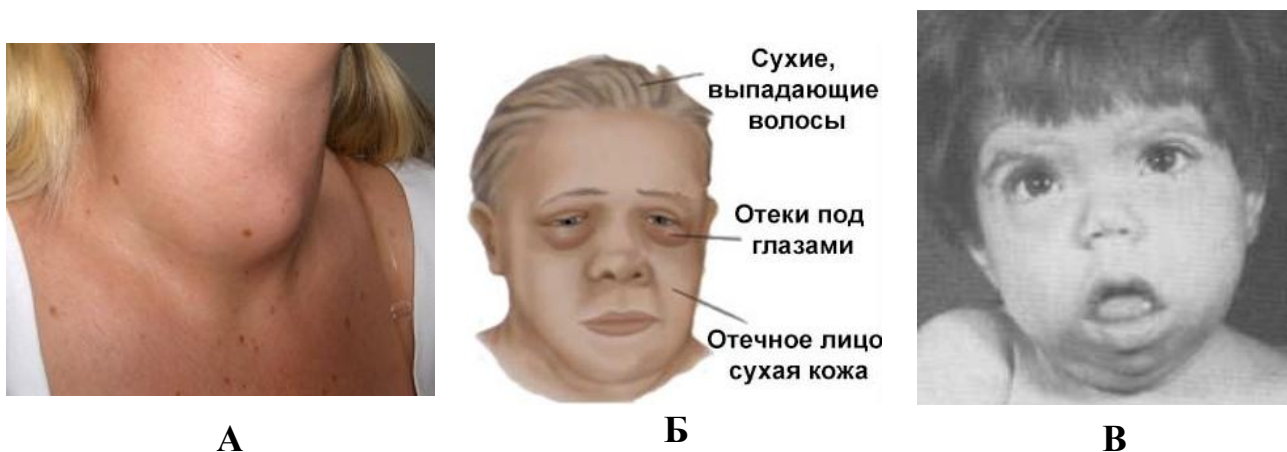 Сухие,
выпадающие
волосы
Отеки под
глазами
Отечное лицо
сухая кожа
А
Б
В